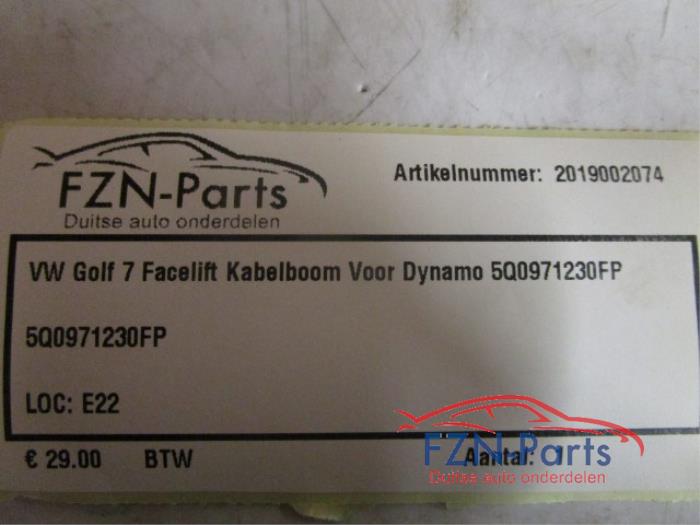 FZN-Parts
Duitse auto onderdelen
Artikelnummer: 2019002074
VW Golf 7 Facelift Kabelboom Voor Dynamo 5Q0971230FP
5Q0971230FP
LOC: E22
€ 29.00 BTW Aantal:
FZN-Parts
Duitse auto onderdelen